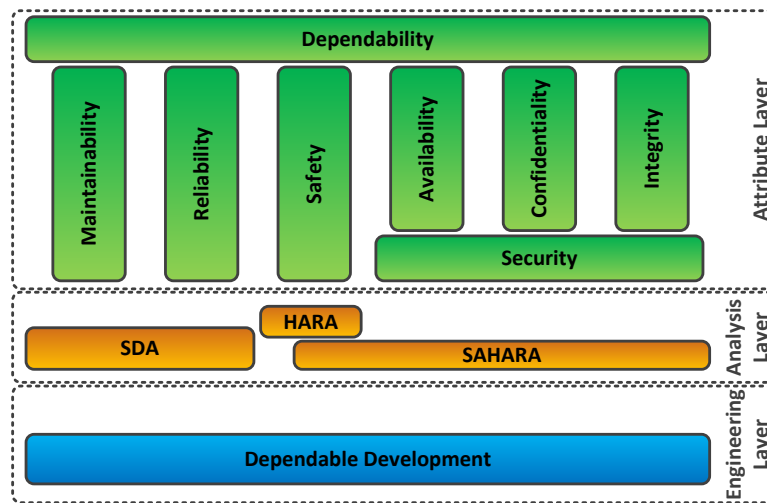 Dependability
Maintainability
Reliability
Safety
Availability
Confidentiality
Integrity
Security
Attribute Layer
HARA
SDA
SAHARA
Analysis
Layer
Dependable Development
Engineering
Layer